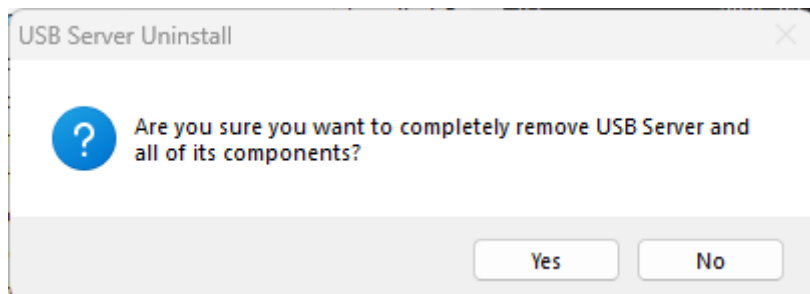 USB Server Uninstall
Are you sure you want to completely remove USB Server and
all of its components?
Yes
No